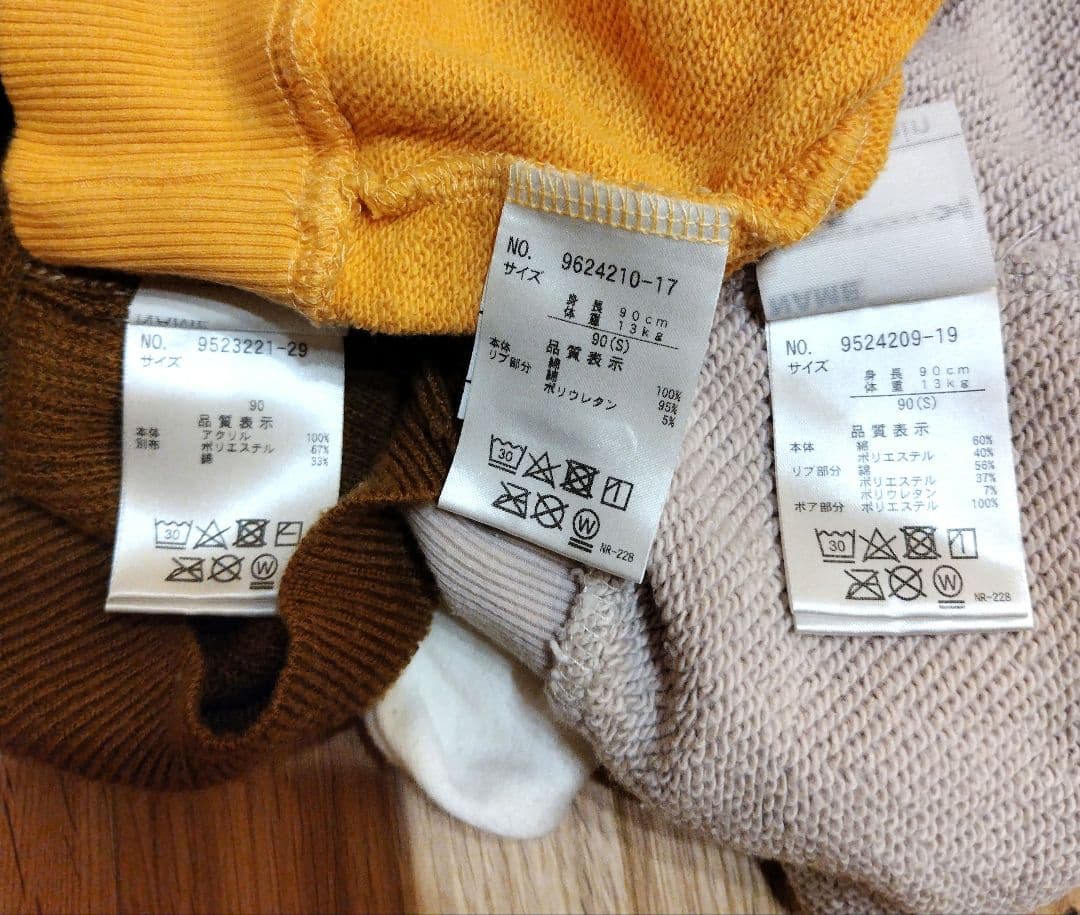 NO. 9523221-29
サイズ
90
品質表示
本体 アクリル 100%
別布 ポリエステル 67%
綿 33%
30
W
NO. 9624210-17
サイズ
身長 90cm
体重 13kg
90(S)
品質表示
本体 綿 100%
リブ部分 綿 95%
ポリウレタン 5%
30
W
NR-228
NAME
NO. 9524209-19
サイズ
身長 90cm
体重 13kg
90(S)
品質表示
本体 綿 60%
ポリエステル 40%
リブ部分 綿 56%
ポリエステル 37%
ポリウレタン 7%
ボア部分 ポリエステル 100%
30
W
NR-228